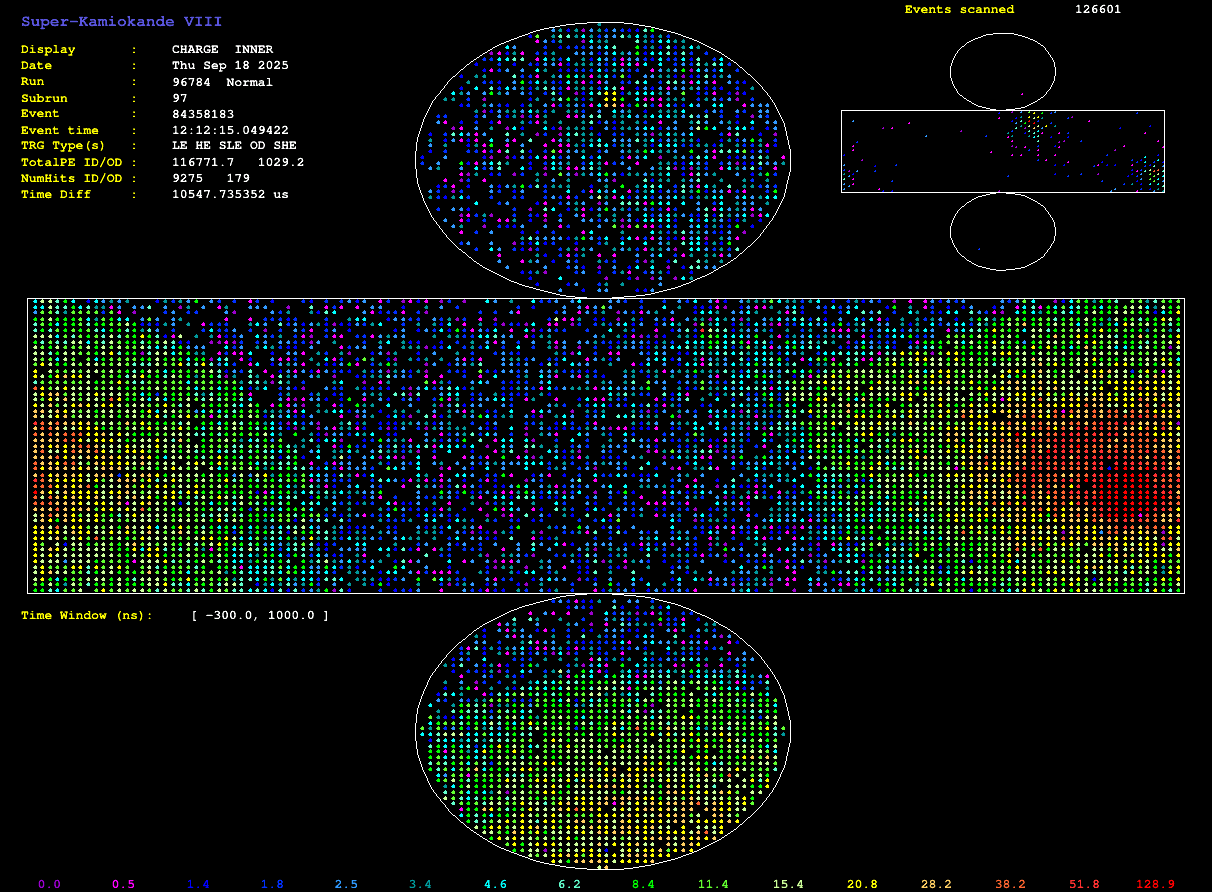 Super-Kamiokande VIII
Events scanned 126601
Display : CHARGE INNER
Date : Thu Sep 18 2025
Run : 96784 Normal
Subrun : 97
Event : 84358183
Event time : 12:12:15.049422
TRG Type(s) : LE HE SLE OD SHE
TotalPE ID/OD : 116771.7 1029.2
NumHits ID/OD : 9275 179
Time Diff : 10547.735352 us
Time Window (ns): [ -300.0, 1000.0 ]
0.0 0.5 1.4 1.8 2.5 3.4 4.6 6.2 8.4 11.4 15.4 20.8 28.2 38.2 51.8 128.9